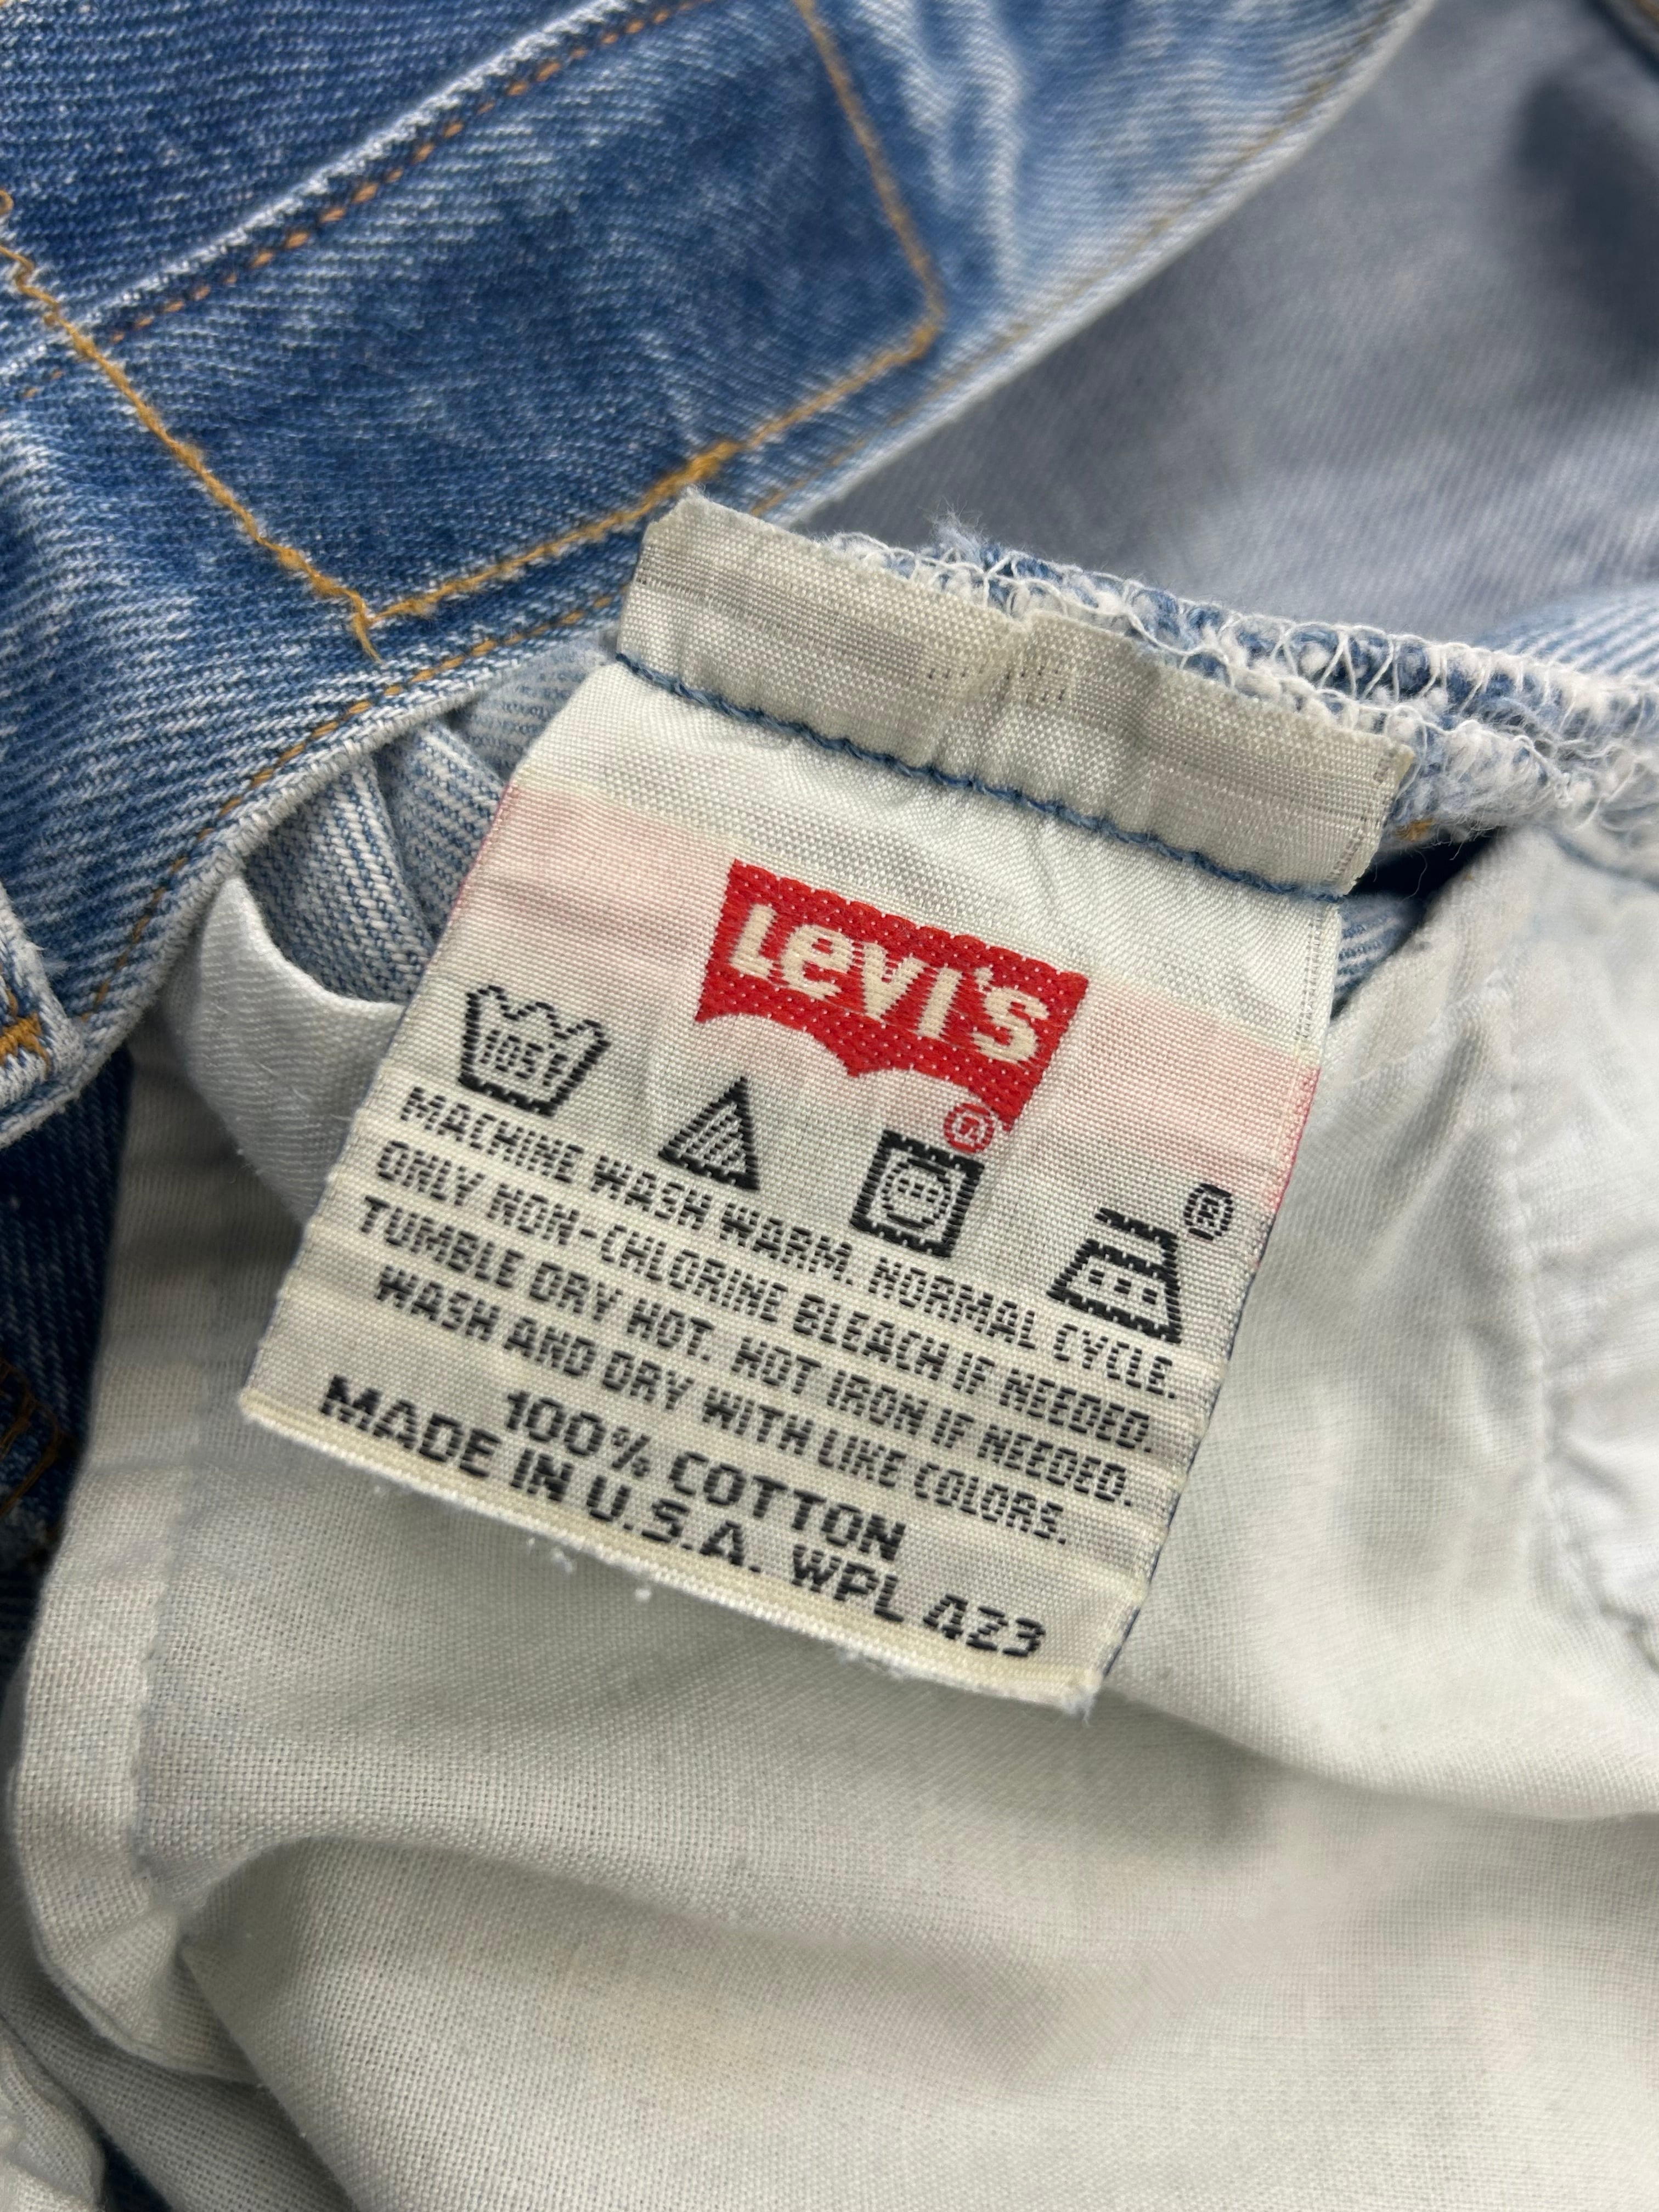 Levi's
®
105F
®
MACHINE WASH WARM. NORMAL CYCLE.
ONLY NON-CHLORINE BLEACH IF NEEDED.
TUMBLE DRY HOT. HOT IRON IF NEEDED.
WASH AND DRY WITH LIKE COLORS.
100% COTTON
MADE IN U.S.A. WPL 423